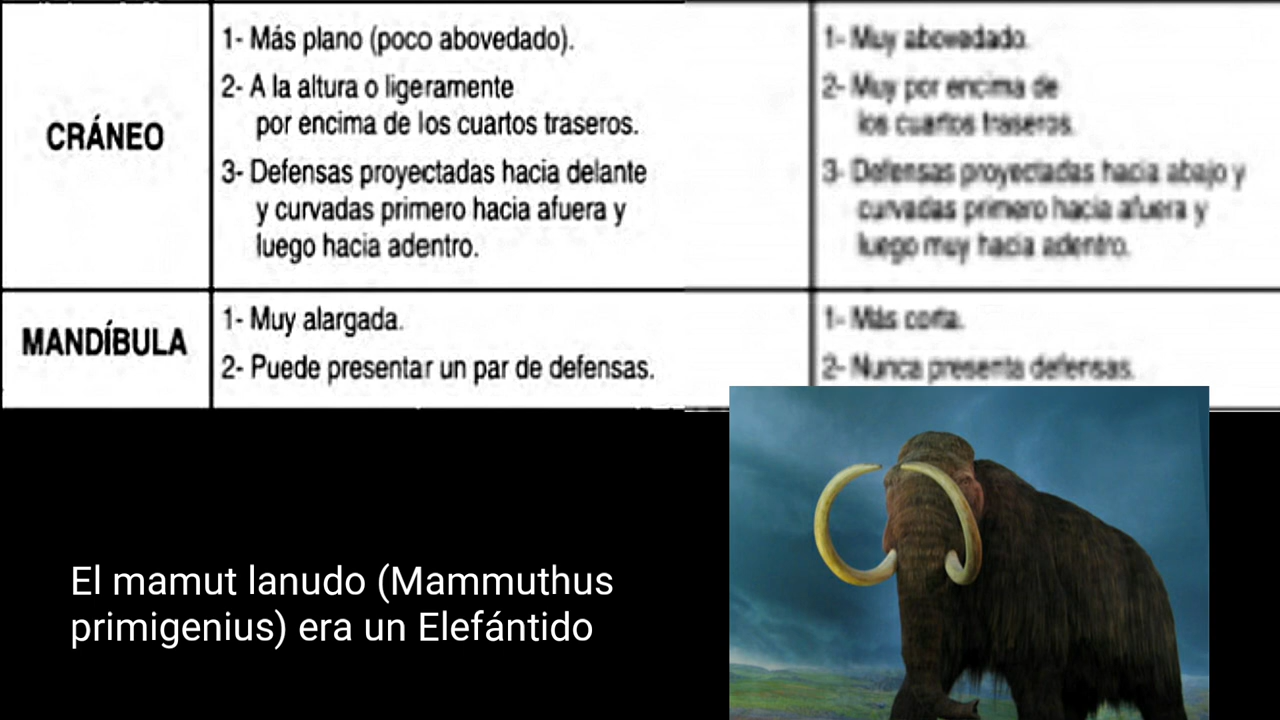 CRÁNEO
1- Más plano (poco abovedado).
2- A la altura o ligeramente
por encima de los cuartos traseros.
3- Defensas proyectadas hacia delante
y curvadas primero hacia afuera y
luego hacia adentro.
1- Muy abovedado.
2- Muy por encima de
los cuartos traseros.
3- Defensas proyectadas hacia abajo y
curvadas primero hacia afuera y
luego muy hacia adentro.
MANDÍBULA
1- Muy alargada.
2- Puede presentar un par de defensas.
1- Más corta.
2- Nunca presenta defensas.
El mamut lanudo (Mammuthus
primigenius) era un Elefántido